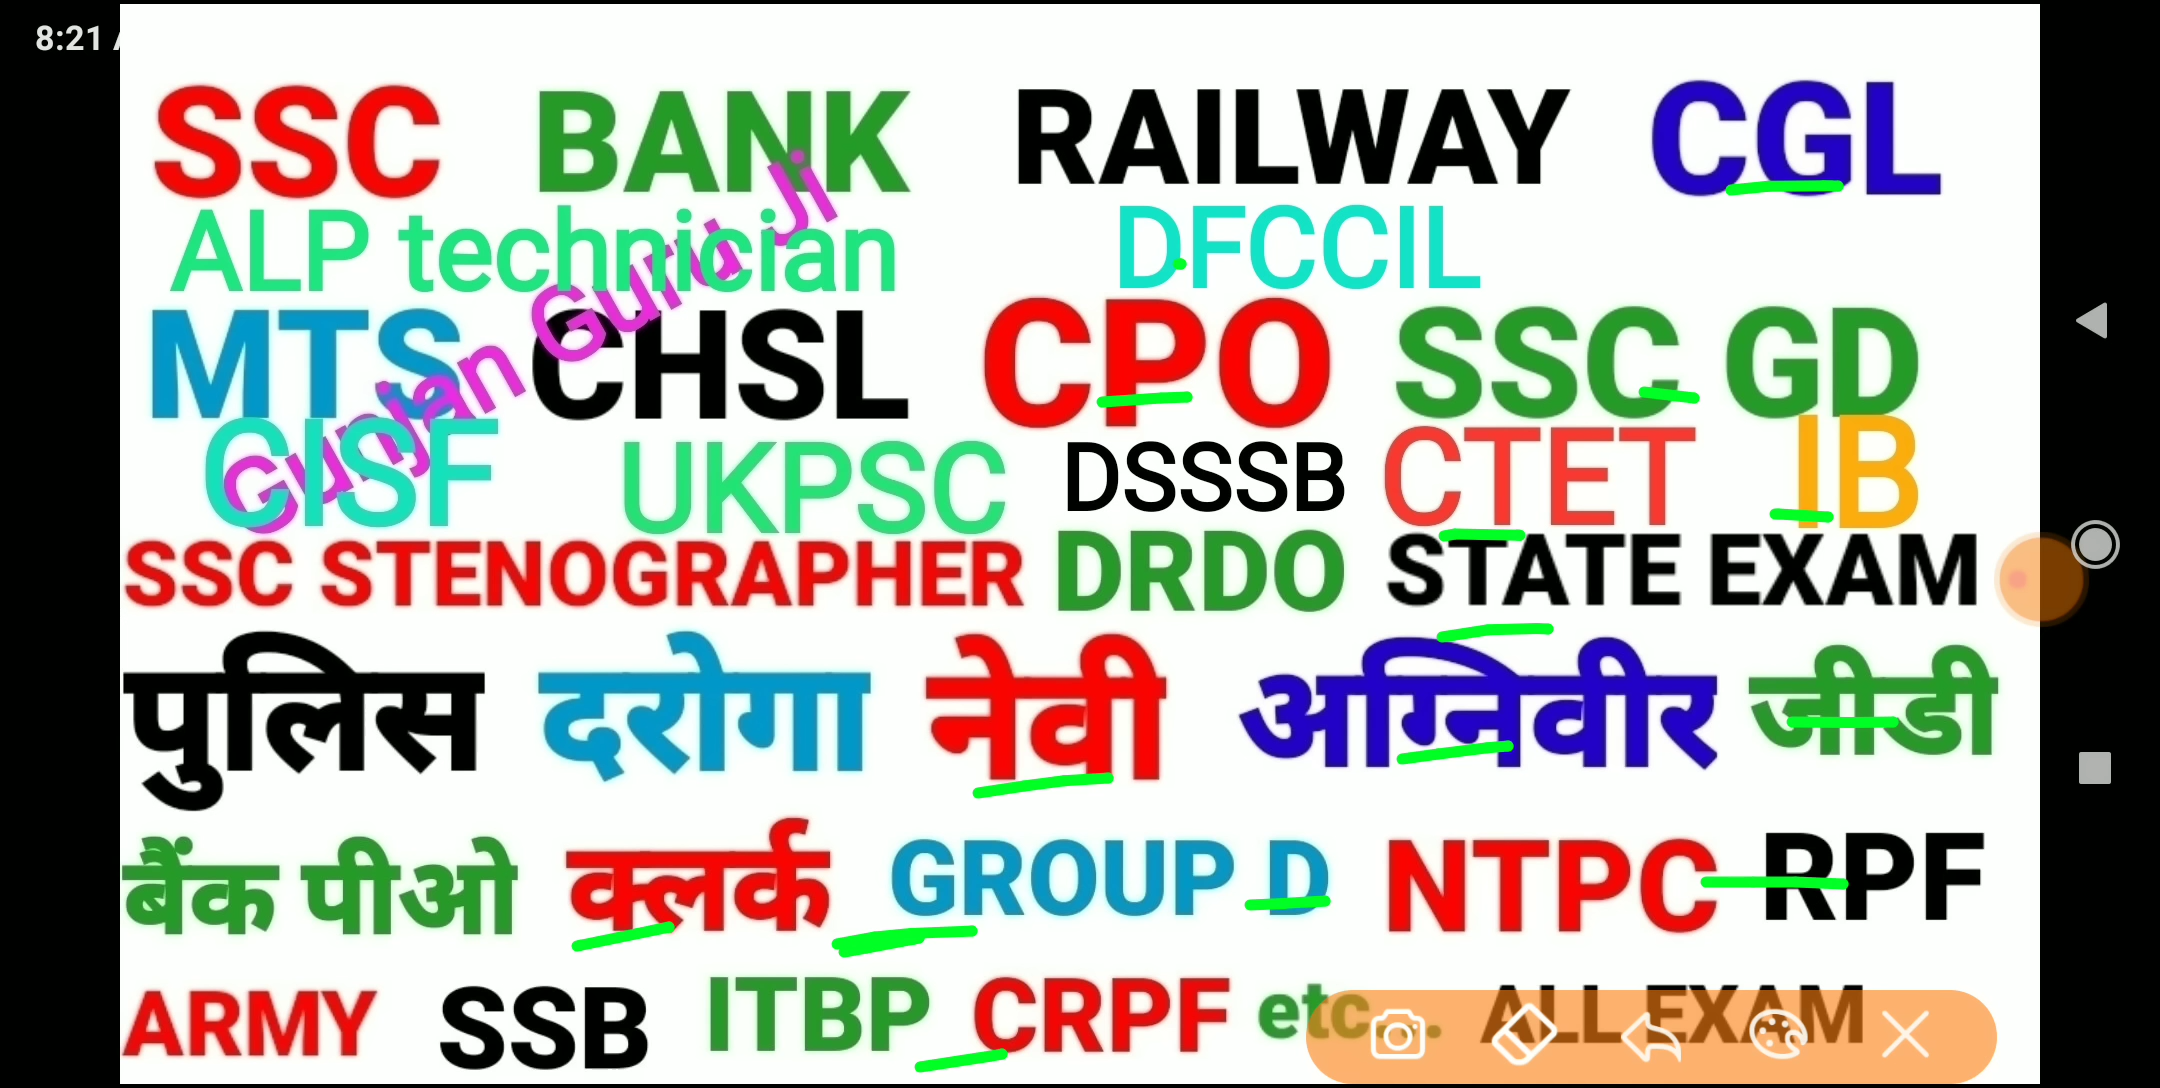 8:21
SSC BANK RAILWAY CGL
ALP technician DFCCIL
MTS CHSL CPO SSC GD
Gunjan Guru Ji
CISF UKPSC DSSSB CTET IB
SSC STENOGRAPHER DRDO STATE EXAM
पुलिस दरोगा नेवी अग्निवीर जीडी
बैंक पीओ क्लर्क GROUP D NTPC RPF
ARMY SSB ITBP CRPF etc... ALL EXAM